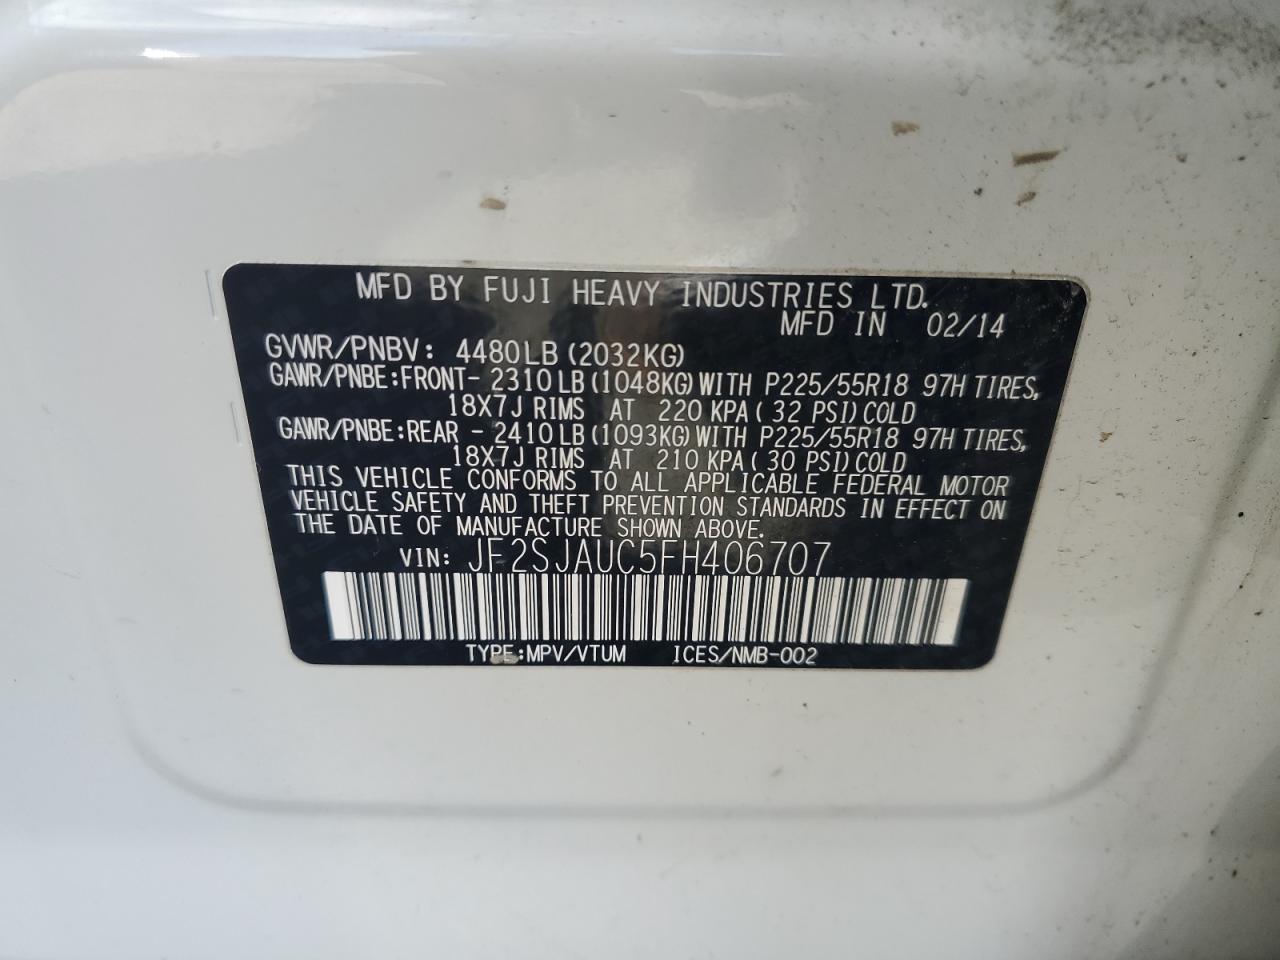 MFD BY FUJI HEAVY INDUSTRIES LTD.
MFD IN 02/14
GVWR/PNBV: 4480LB (2032KG)
GAWR/PNBE:FRONT- 2310LB (1048KG) WITH P225/55R18 97H TIRES,
18X7J RIMS AT 220 KPA ( 32 PSI) COLD
GAWR/PNBE:REAR - 2410LB (1093KG) WITH P225/55R18 97H TIRES,
18X7J RIMS AT 210 KPA ( 30 PSI) COLD
THIS VEHICLE CONFORMS TO ALL APPLICABLE FEDERAL MOTOR
VEHICLE SAFETY AND THEFT PREVENTION STANDARDS IN EFFECT ON
THE DATE OF MANUFACTURE SHOWN ABOVE.
VIN: JF2SJAUC5FH406707
TYPE:MPV/VTUM ICES/NMB-002